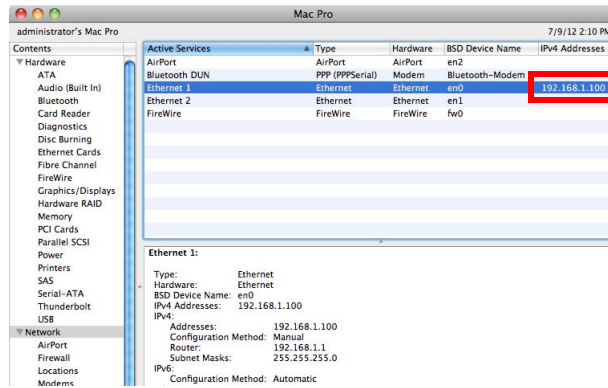 Mac Pro
administrator's Mac Pro 7/9/12 2:10 PM
Contents
Hardware
ATA
Audio (Built In)
Bluetooth
Card Reader
Diagnostics
Disc Burning
Ethernet Cards
Fibre Channel
FireWire
Graphics/Displays
Hardware RAID
Memory
PCI Cards
Parallel SCSI
Power
Printers
SAS
Serial-ATA
Thunderbolt
USB
Network
AirPort
Firewall
Locations
Modems
Active Services Type Hardware BSD Device Name IPv4 Addresses
AirPort AirPort AirPort en2
Bluetooth DUN PPP (PPPSerial) Modem Bluetooth-Modem
Ethernet 1 Ethernet Ethernet en0 192.168.1.100
Ethernet 2 Ethernet Ethernet en1
FireWire FireWire FireWire fw0
Ethernet 1:
Type: Ethernet
Hardware: Ethernet
BSD Device Name: en0
IPv4 Addresses: 192.168.1.100
IPv4:
Addresses: 192.168.1.100
Configuration Method: Manual
Router: 192.168.1.1
Subnet Masks: 255.255.255.0
IPv6:
Configuration Method: Automatic